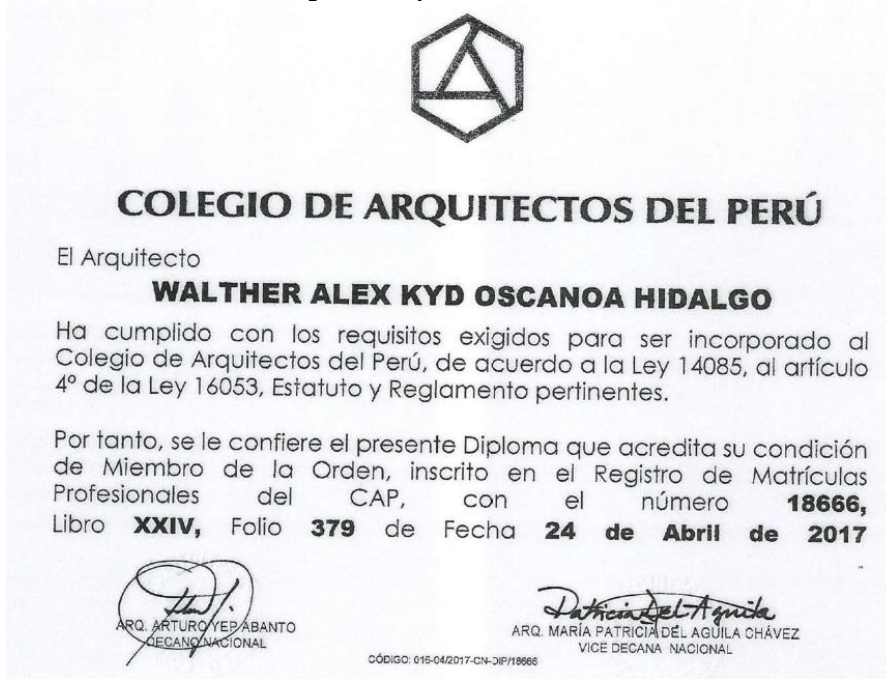 COLEGIO DE ARQUITECTOS DEL PERÚ
El Arquitecto
WALTHER ALEX KYD OSCANOA HIDALGO
Ha cumplido con los requisitos exigidos para ser incorporado al
Colegio de Arquitectos del Perú, de acuerdo a la Ley 14085, al artículo
4º de la Ley 16053, Estatuto y Reglamento pertinentes.
Por tanto, se le confiere el presente Diploma que acredita su condición
de Miembro de la Orden, inscrito en el Registro de Matrículas
Profesionales del CAP, con el número 18666,
Libro XXIV, Folio 379 de Fecha 24 de Abril de 2017
Patricia Del Aguila
ARQ. ARTURO YEP ABANTO
DECANO NACIONAL
ARQ. MARÍA PATRICIA DEL AGUILA CHÁVEZ
VICE DECANA NACIONAL
CÓDIGO: 016-04/2017-CN-DIP/18666